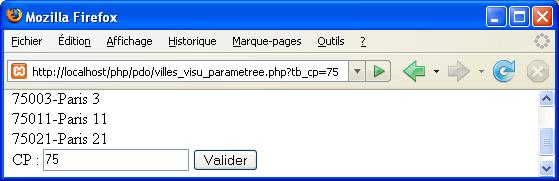 Mozilla Firefox
Fichier Édition Affichage Historique Marque-pages Outils ?
http://localhost/php/pdo/villes_visu_parametree.php?tb_cp=75
75003-Paris 3
75011-Paris 11
75021-Paris 21
CP : 75 Valider